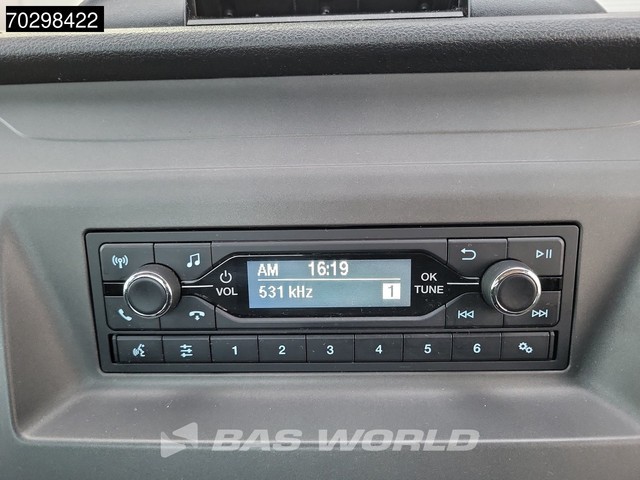 70298422
AM 16:19
531 kHz 1
VOL
OK
TUNE
1 2 3 4 5 6
BAS WORLD